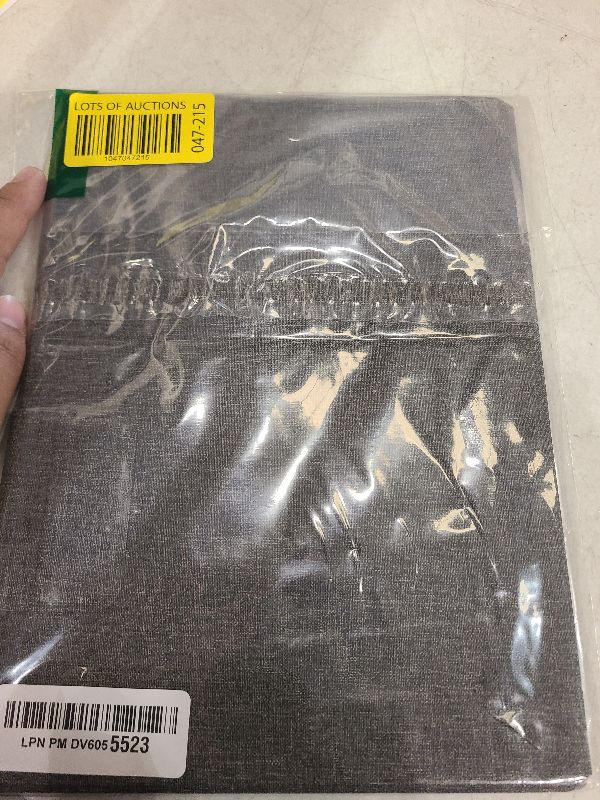 LOTS OF AUCTIONS
1047047215
047-215
LPN PM DV605 5523